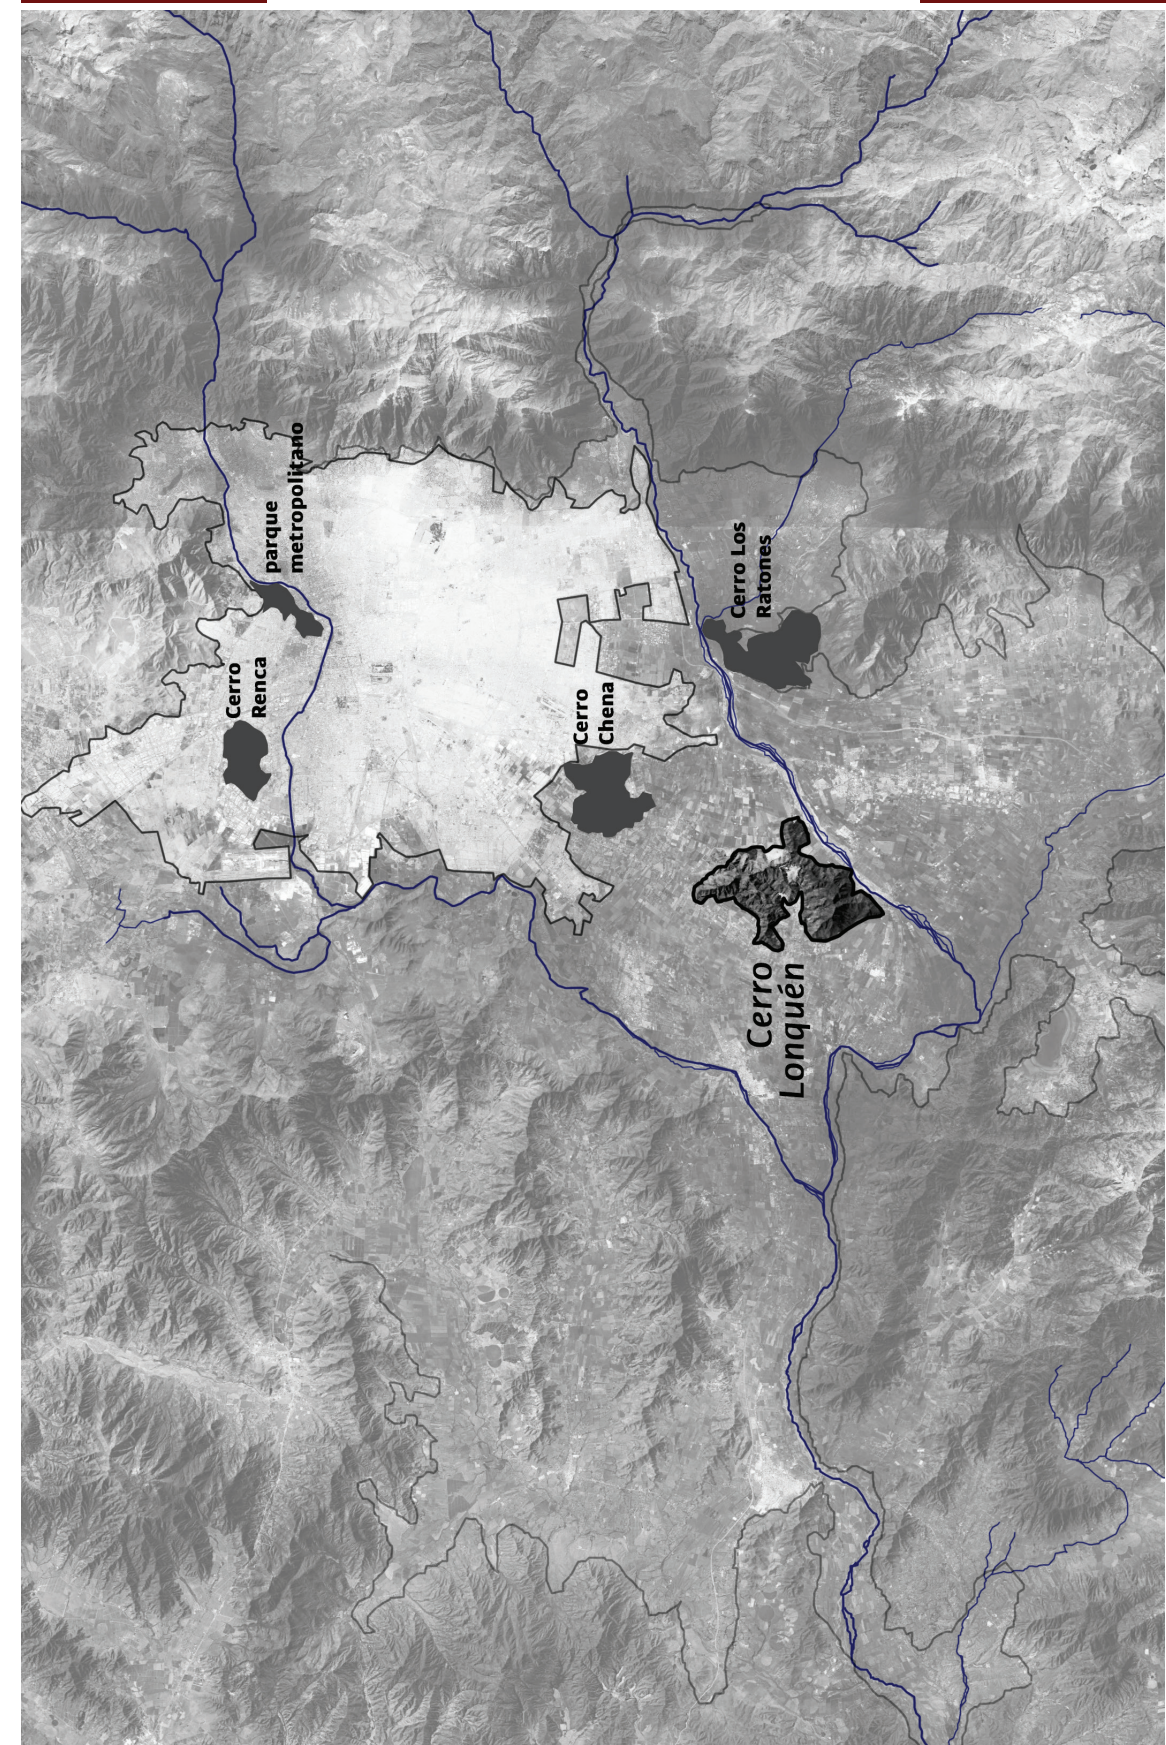 parque
metropolitano
Cerro
Renca
Cerro Los
Ratones
Cerro
Chena
Cerro
Lonquén